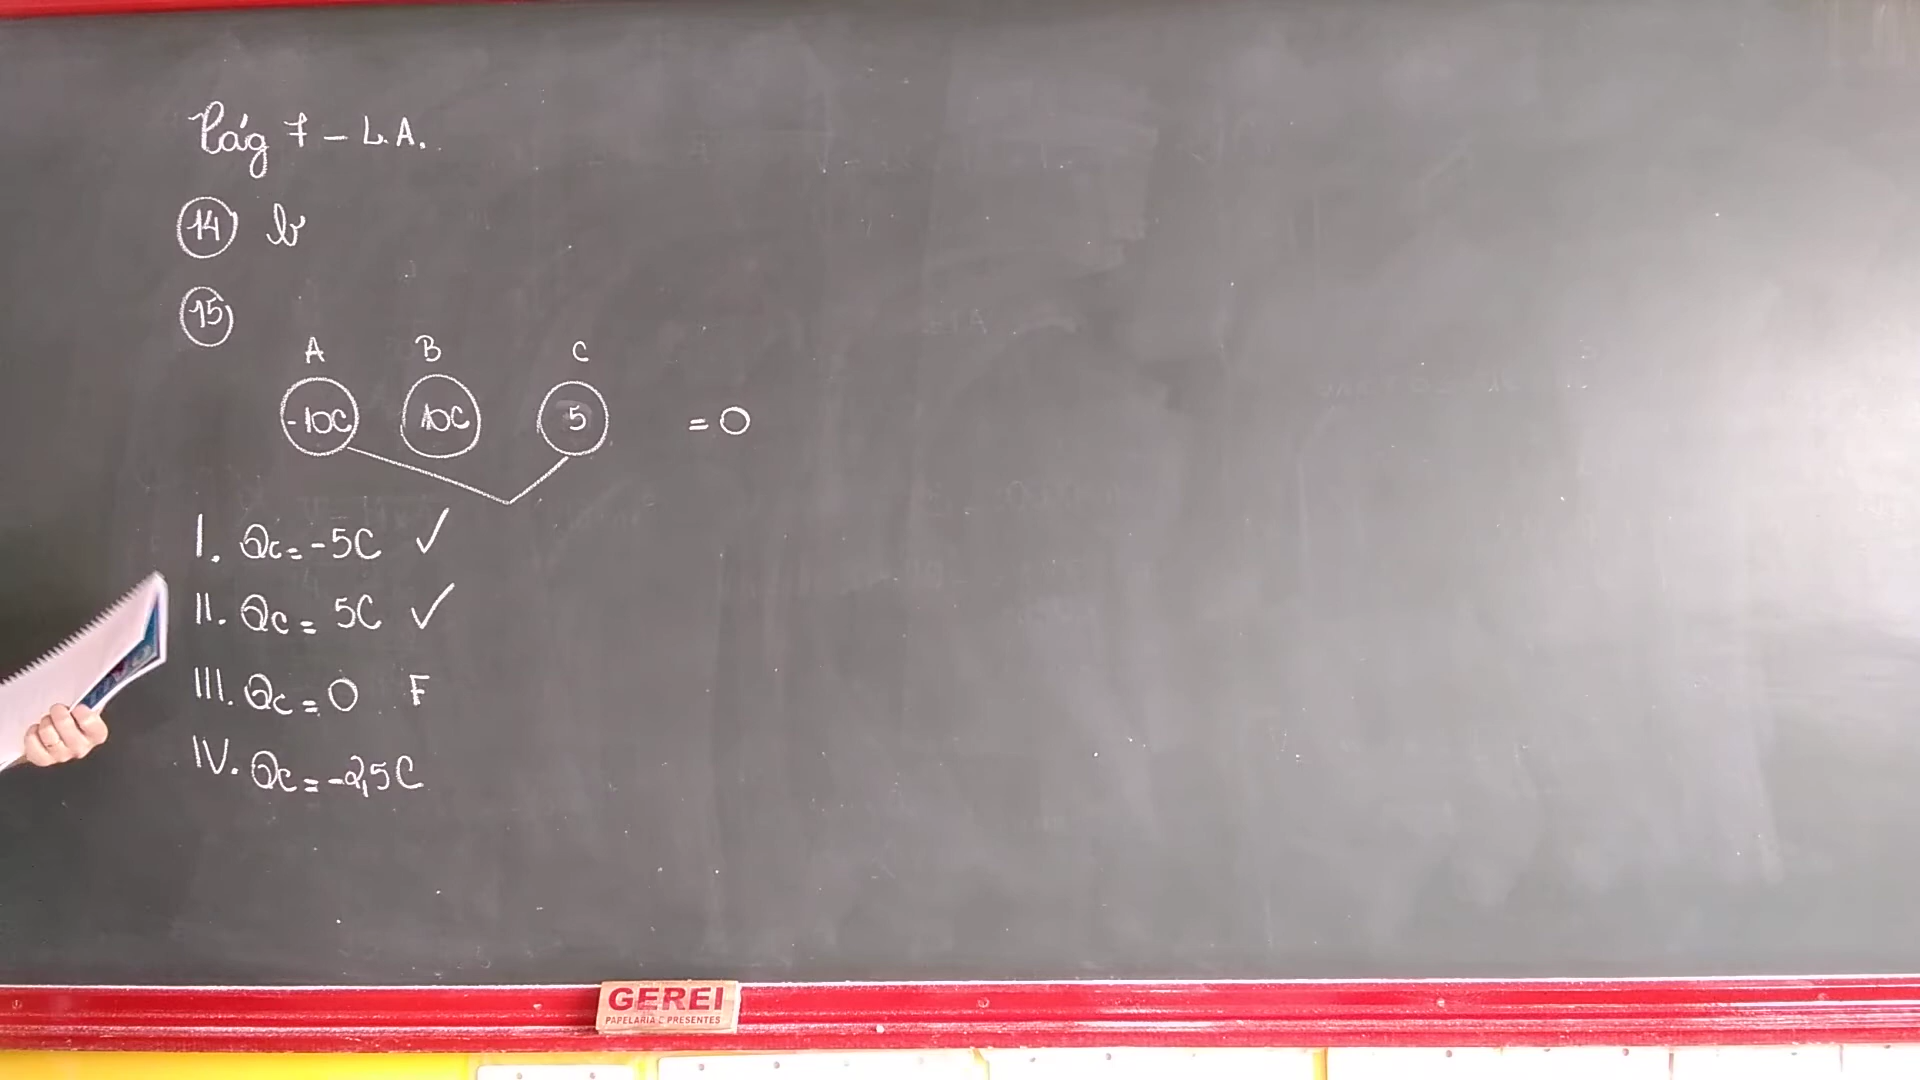 Pág 7 - L.A.
14 b
15
A B C
-10C 10C 5 = 0
I. Qc = -5C ✓
II. Qc = 5C ✓
III. Qc = 0 F
IV. Qc = -2,5C
GEREI
PAPELARIA E PRESENTES